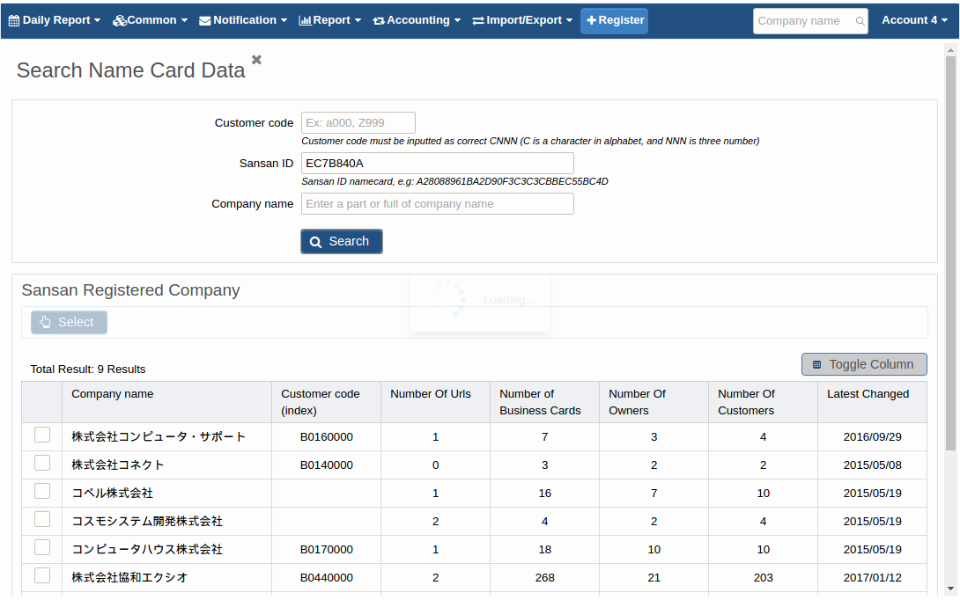 Daily Report Common Notification Report Accounting Import/Export Register Company name Account 4
Search Name Card Data
Customer code Ex: a000, Z999
Customer code must be inputted as correct CNNN (C is a character in alphabet, and NNN is three number)
Sansan ID EC7B840A
Sansan ID namecard, e.g: A28088961BA2D90F3C3C3CBBEC55BC4D
Company name Enter a part or full of company name
Search
Sansan Registered Company
Loading...
Select
Toggle Column
Total Result: 9 Results
Company name Customer code (index) Number Of Urls Number of Business Cards Number Of Owners Number Of Customers Latest Changed
株式会社コンピュータ・サポート B0160000 1 7 3 4 2016/09/29
株式会社コネクト B0140000 0 3 2 2 2015/05/08
コベル株式会社 1 16 7 10 2015/05/19
コスモシステム開発株式会社 2 4 2 4 2015/05/19
コンピュータハウス株式会社 B0170000 1 18 10 10 2015/05/19
株式会社協和エクシオ B0440000 2 268 21 203 2017/01/12